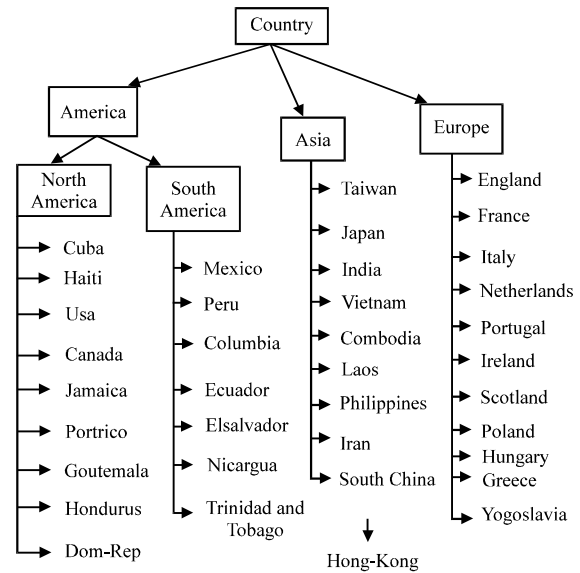 Country
America
North
America
Cuba
Haiti
Usa
Canada
Jamaica
Portrico
Goutemala
Hondurus
Dom-Rep
South
America
Mexico
Peru
Columbia
Ecuador
Elsalvador
Nicargua
Trinidad and
Tobago
Asia
Taiwan
Japan
India
Vietnam
Combodia
Laos
Philippines
Iran
South China
Hong-Kong
Europe
England
France
Italy
Netherlands
Portugal
Ireland
Scotland
Poland
Hungary
Greece
Yogoslavia